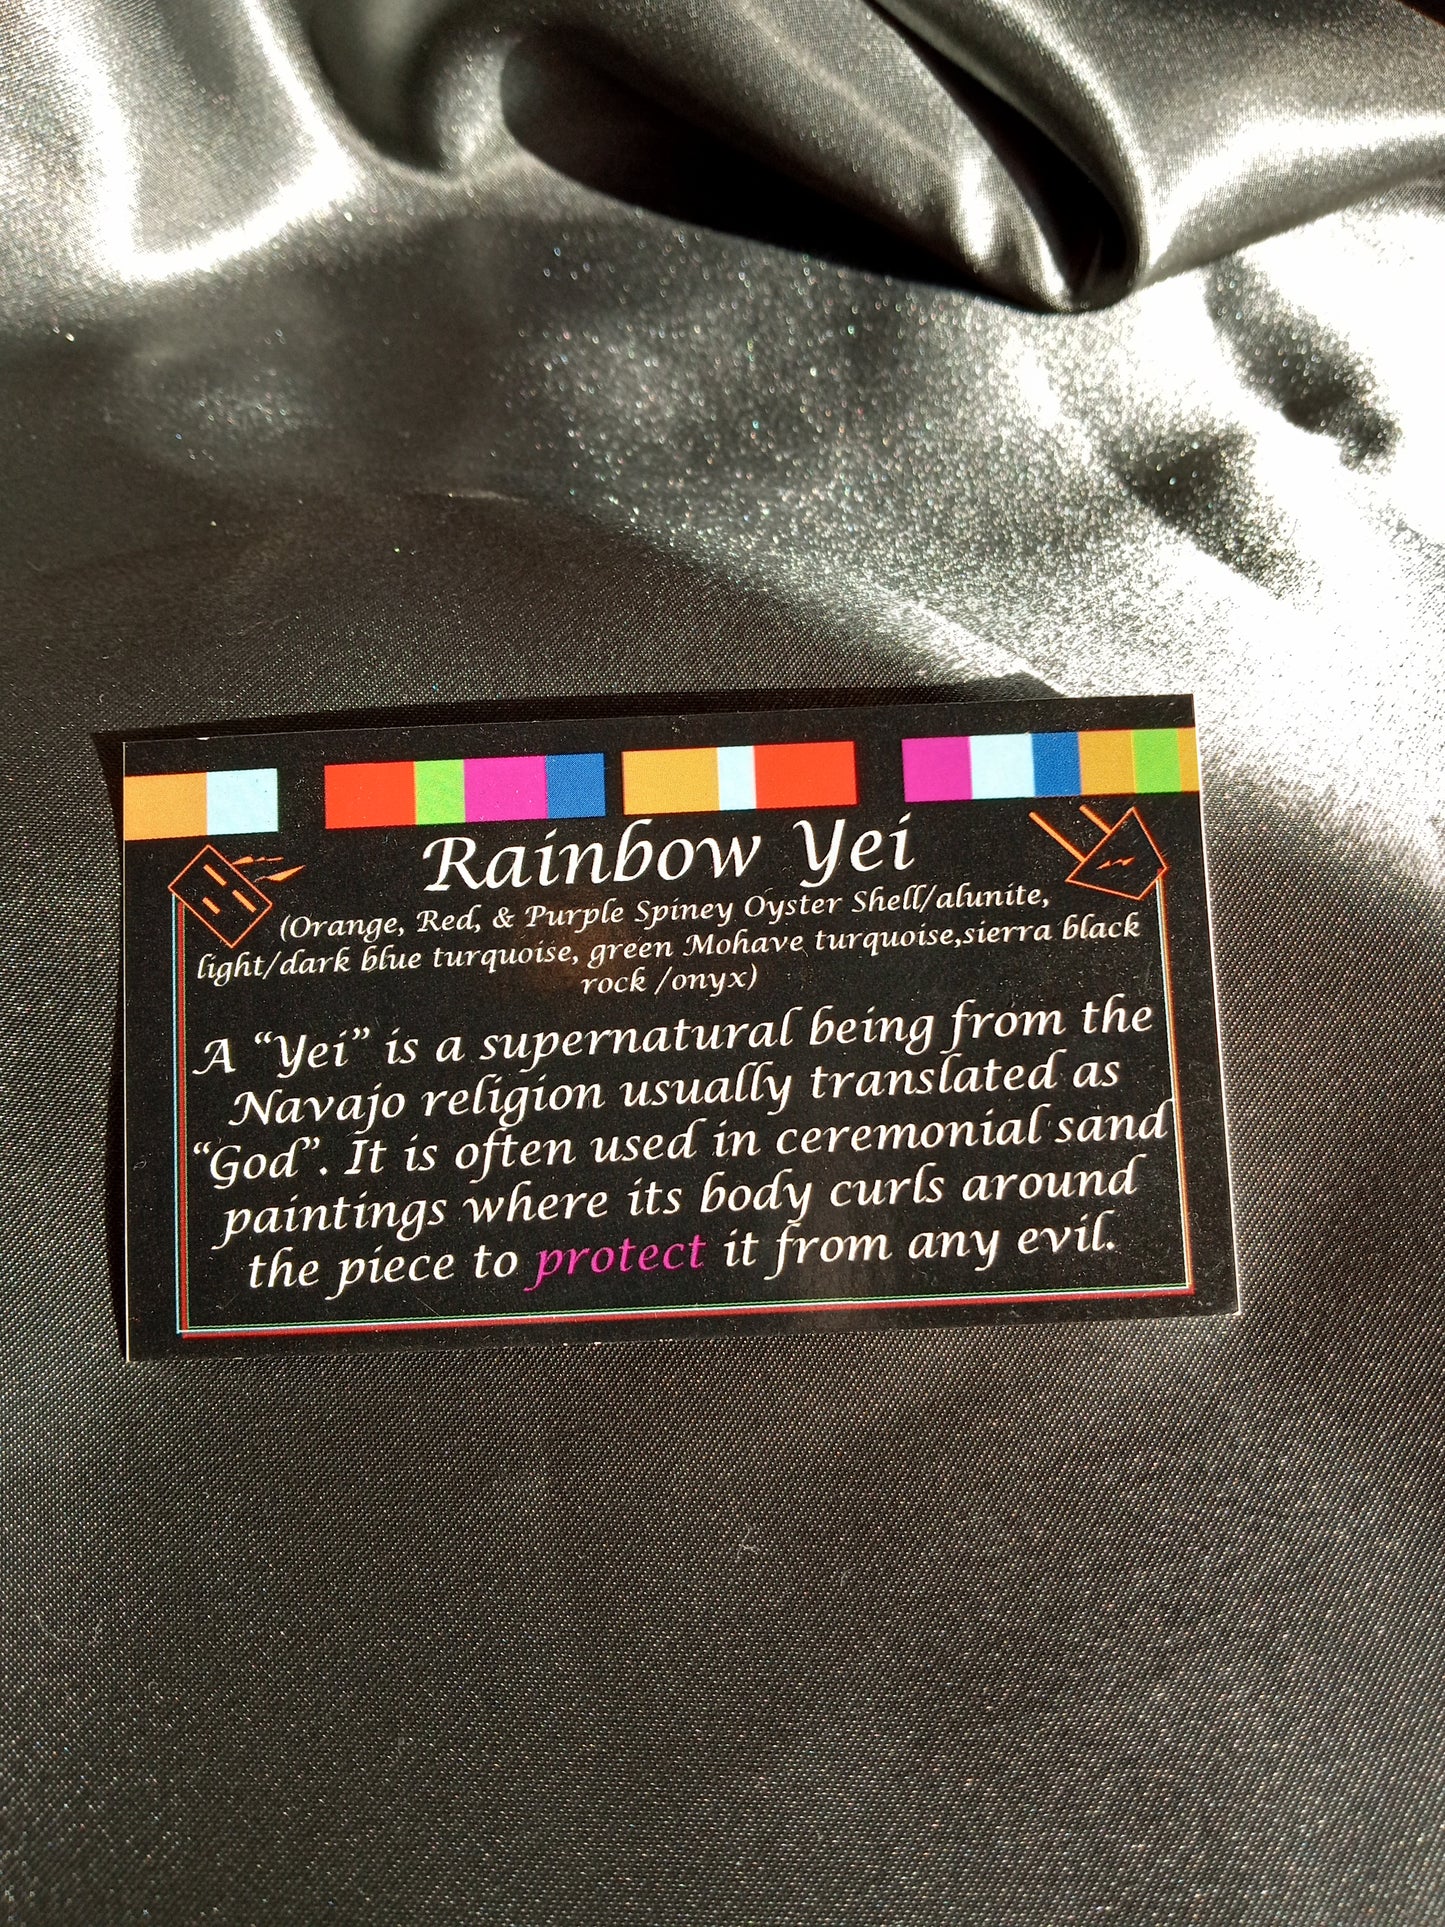 Rainbow Yei
(Orange, Red, & Purple Spiney Oyster Shell/alunite,
light/dark blue turquoise, green Mohave turquoise,sierra black
rock /onyx)
A “Yei” is a supernatural being from the
Navajo religion usually translated as
“God”. It is often used in ceremonial sand
paintings where its body curls around
the piece to protect it from any evil.